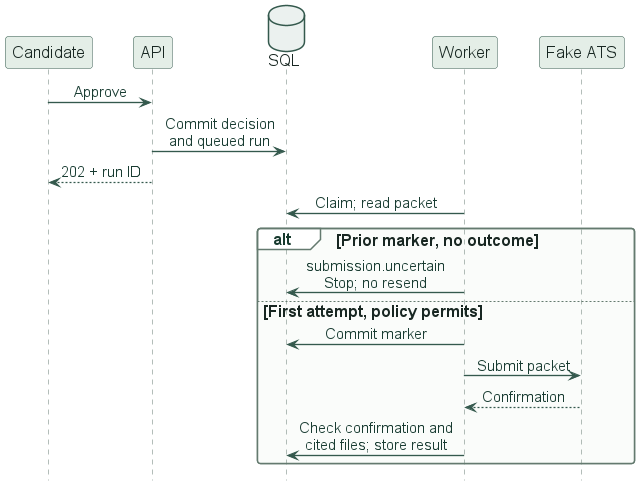 Candidate
API
SQL
Worker
Fake ATS
Approve
Commit decision
and queued run
202 + run ID
Claim; read packet
alt
[Prior marker, no outcome]
submission.uncertain
Stop; no resend
[First attempt, policy permits]
Commit marker
Submit packet
Confirmation
Check confirmation and
cited files; store result